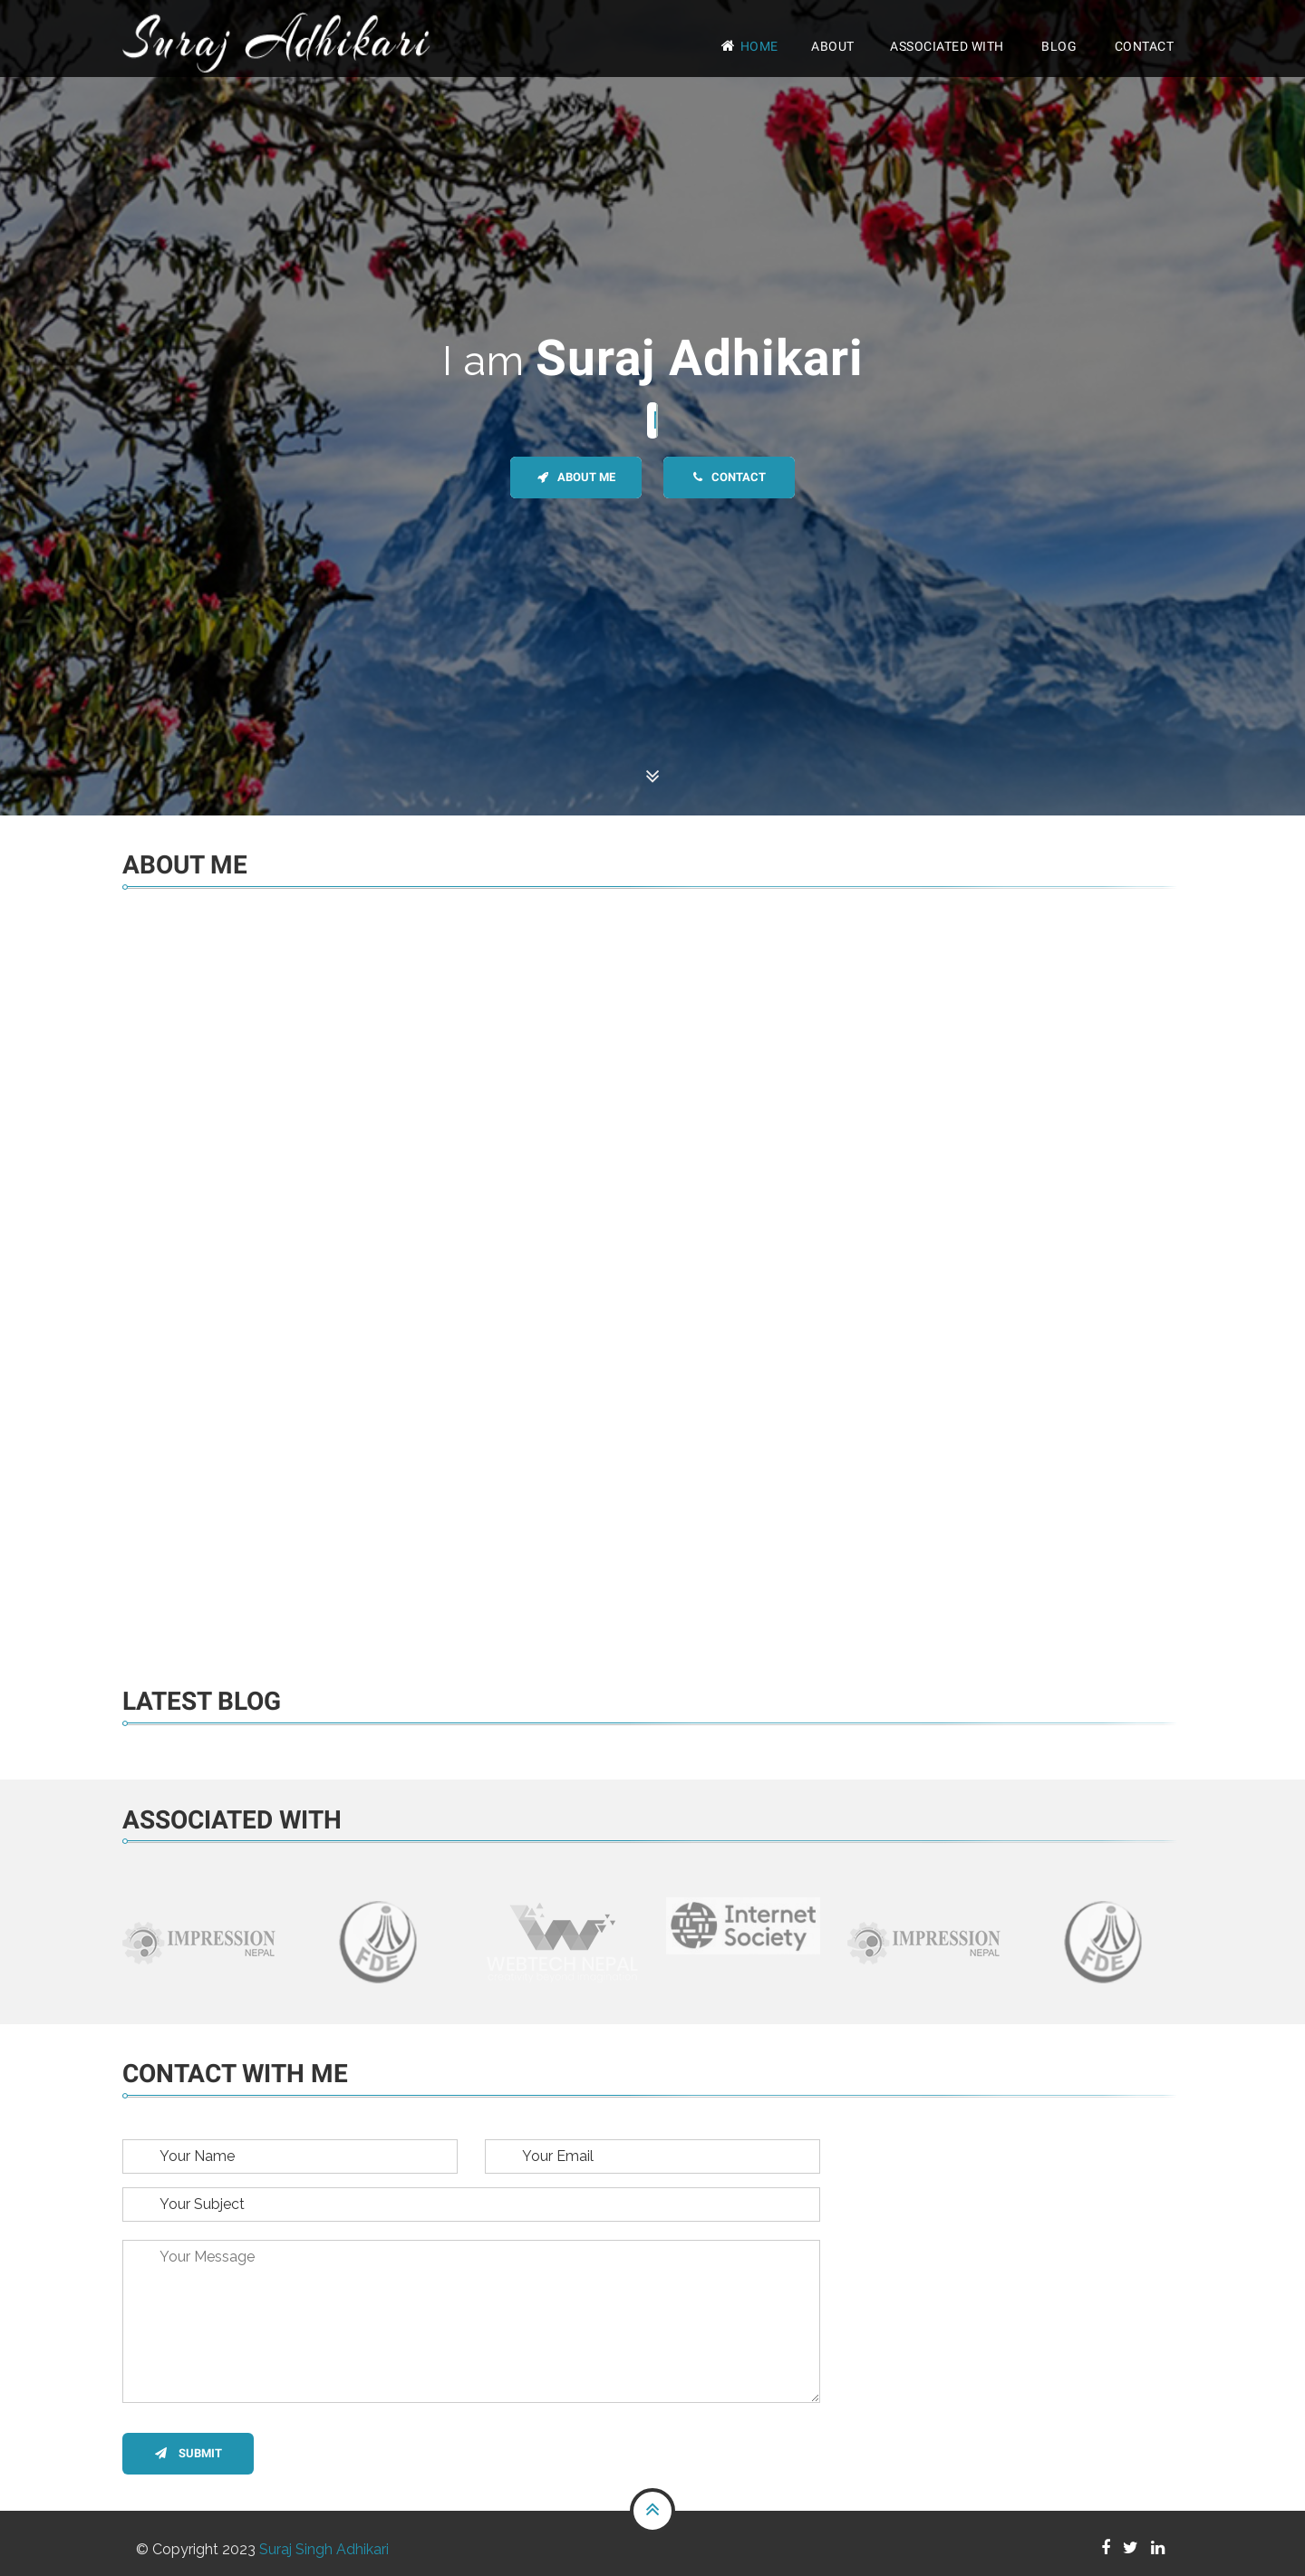 Suraj Adhikari
HOME ABOUT ASSOCIATED WITH BLOG CONTACT
I am Suraj Adhikari
ABOUT ME CONTACT
ABOUT ME
LATEST BLOG
ASSOCIATED WITH
IMPRESSION
NEPAL
FDE
WEBTECH NEPAL
Internet
Society
IMPRESSION
NEPAL
FDE
CONTACT WITH ME
Your Name Your Email
Your Subject
Your Message
SUBMIT
© Copyright 2023 Suraj Singh Adhikari